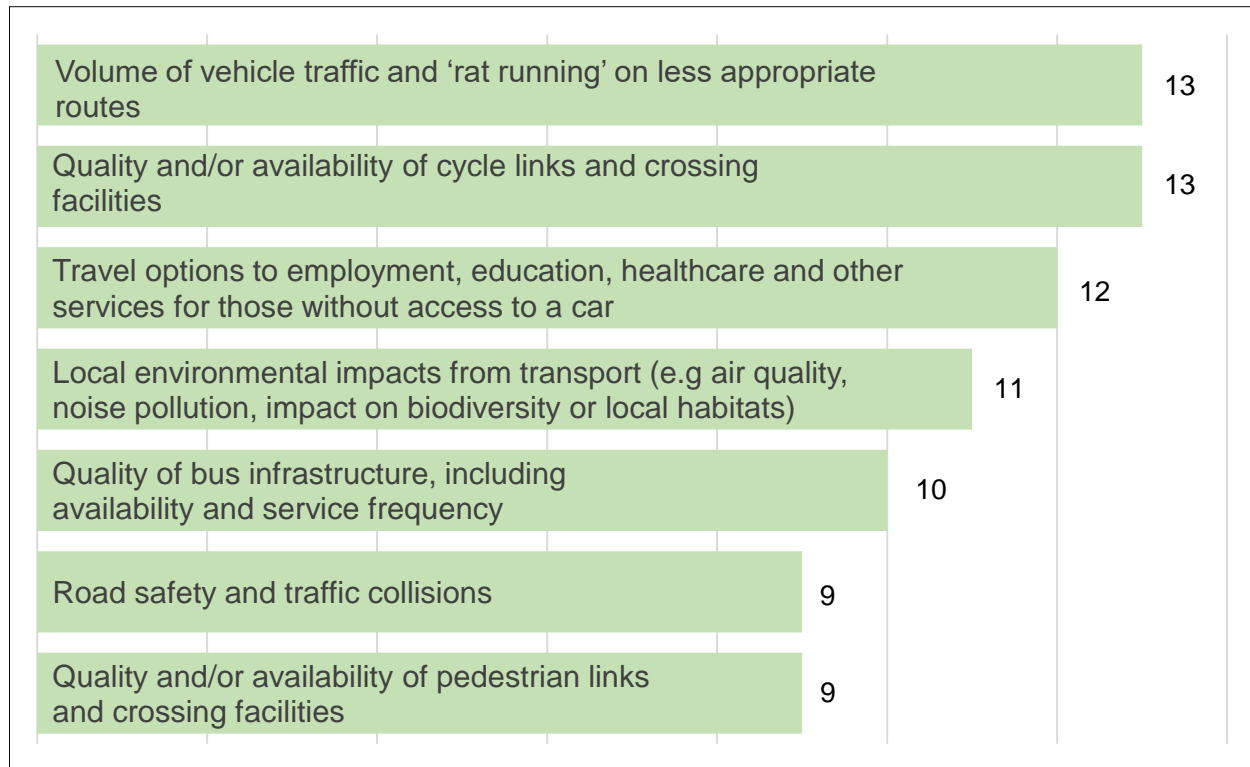 Volume of vehicle traffic and ‘rat running’ on less appropriate
routes
13
Quality and/or availability of cycle links and crossing
facilities
13
Travel options to employment, education, healthcare and other
services for those without access to a car
12
Local environmental impacts from transport (e.g air quality,
noise pollution, impact on biodiversity or local habitats)
11
Quality of bus infrastructure, including
availability and service frequency
10
Road safety and traffic collisions
9
Quality and/or availability of pedestrian links
and crossing facilities
9